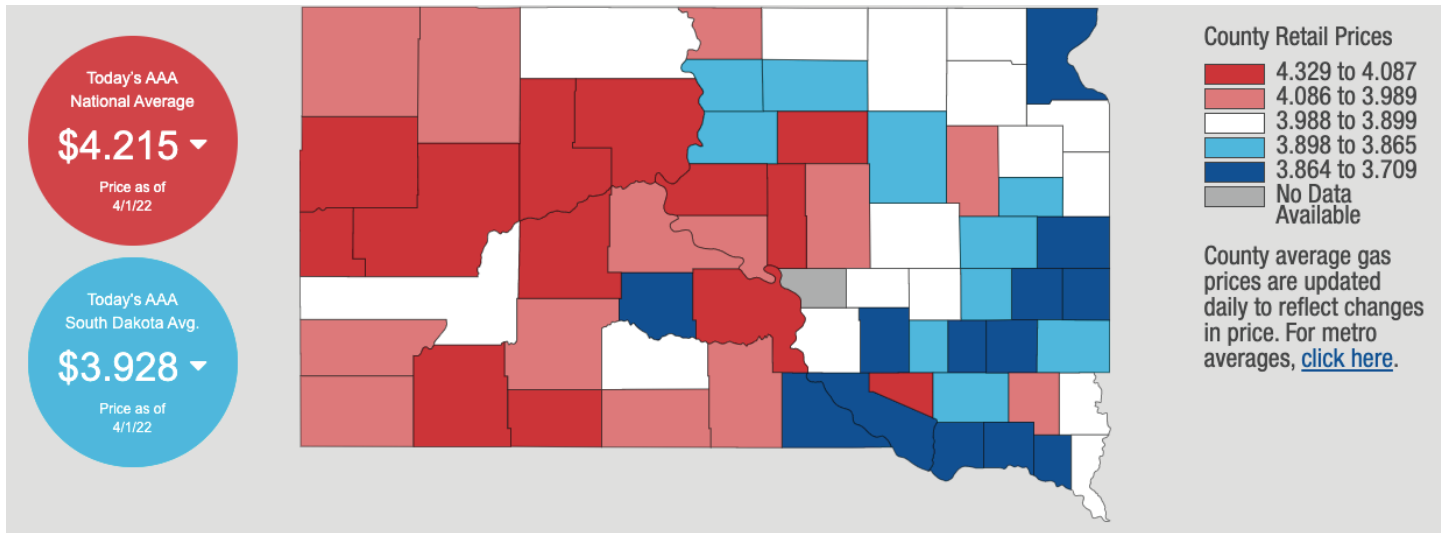 Today's AAA
National Average
$4.215
Price as of
4/1/22
Today's AAA
South Dakota Avg.
$3.928
Price as of
4/1/22
County Retail Prices
4.329 to 4.087
4.086 to 3.989
3.988 to 3.899
3.898 to 3.865
3.864 to 3.709
No Data
Available
County average gas
prices are updated
daily to reflect changes
in price. For metro
averages, click here.